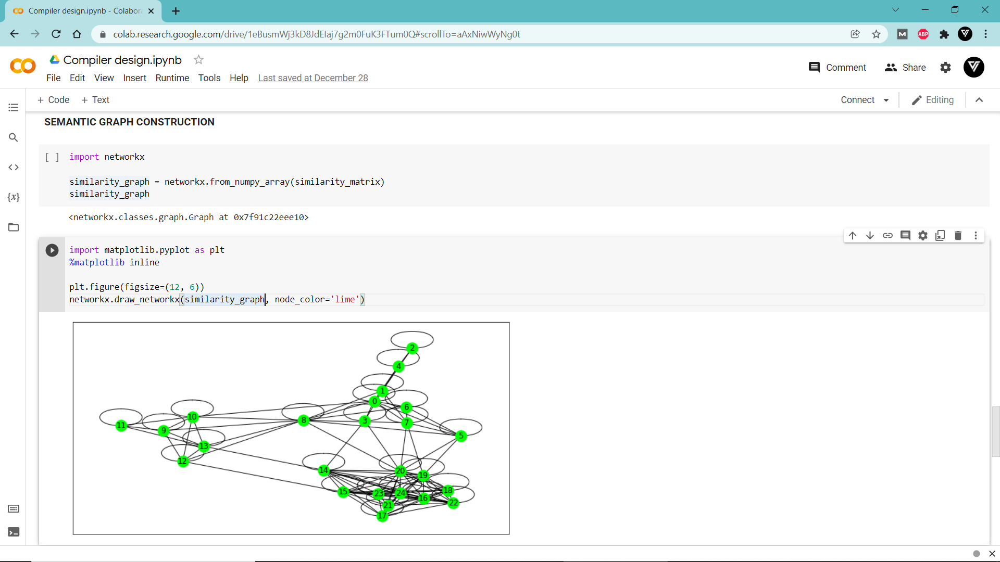 Compiler design.ipynb - Colabor
colab.research.google.com/drive/1eBusmWj3kD8JdEIaj7g2m0FuK3FTum0Q#scrollTo=aAxNiwWyNg0t
M
ABP
Compiler design.ipynb
Comment
Share
File Edit View Insert Runtime Tools Help Last saved at December 28
+ Code + Text
Connect
Editing
SEMANTIC GRAPH CONSTRUCTION
{x}
[ ] import networkx
similarity_graph = networkx.from_numpy_array(similarity_matrix)
similarity_graph
<networkx.classes.graph.Graph at 0x7f91c22eee10>
import matplotlib.pyplot as plt
%matplotlib inline
plt.figure(figsize=(12, 6))
networkx.draw_networkx(similarity_graph, node_color='lime')
2
4
1
0
6
10
8
3
7
11
9
5
13
12
14
20
19
15
23
24
18
16
22
21
17